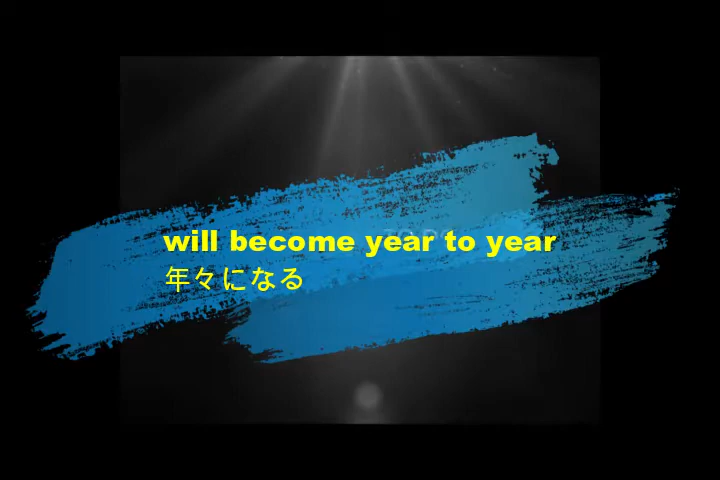 will become year to year
年々になる